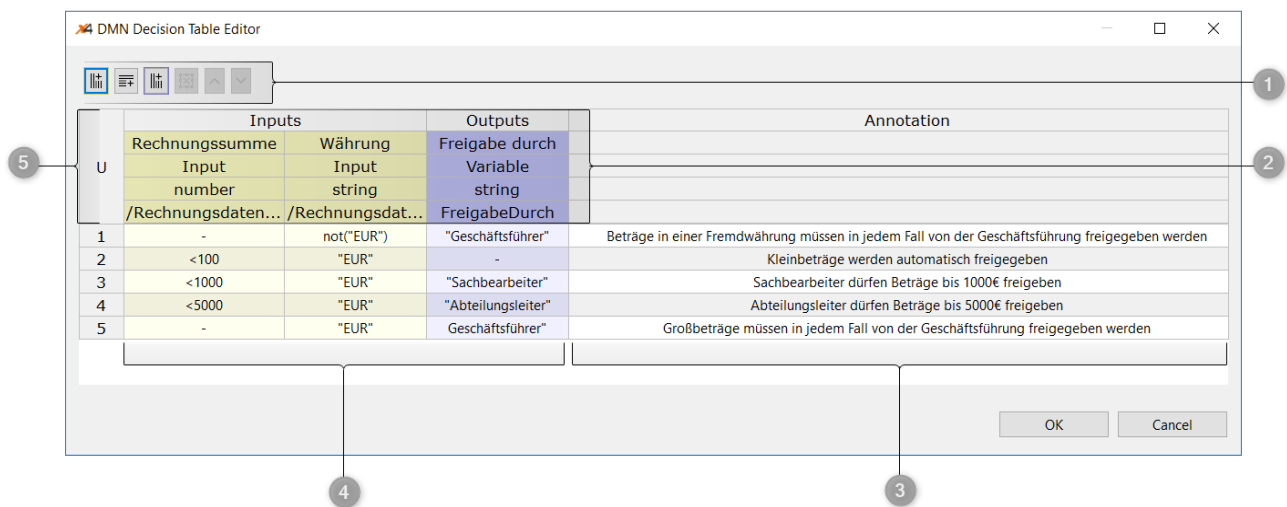 X4 DMN Decision Table Editor
1
Inputs Outputs Annotation
Rechnungssumme Währung Freigabe durch
5 U Input Input Variable 2
number string string
/Rechnungsdaten... /Rechnungsdat... FreigabeDurch
1 - not("EUR") "Geschäftsführer" Beträge in einer Fremdwährung müssen in jedem Fall von der Geschäftsführung freigegeben werden
2 <100 "EUR" - Kleinbeträge werden automatisch freigegeben
3 <1000 "EUR" "Sachbearbeiter" Sachbearbeiter dürfen Beträge bis 1000€ freigeben
4 <5000 "EUR" "Abteilungsleiter" Abteilungsleiter dürfen Beträge bis 5000€ freigeben
5 - "EUR" Geschäftsführer" Großbeträge müssen in jedem Fall von der Geschäftsführung freigegeben werden
OK Cancel
4 3